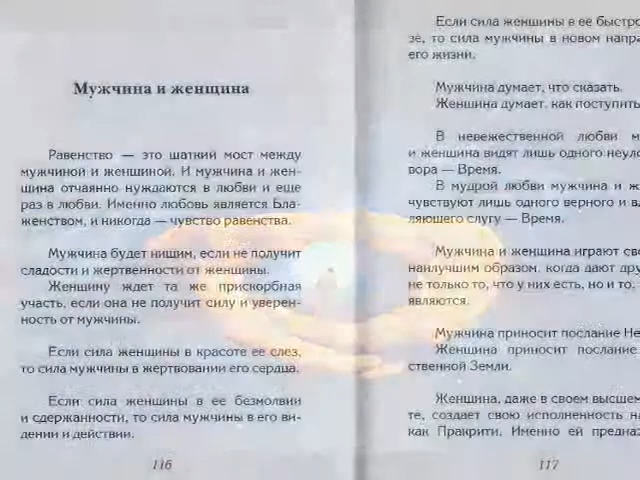 Мужчина и женщина
Равенство — это шаткий мост между
мужчиной и женщиной. И мужчина и жен-
щина отчаянно нуждаются в любви и еще
раз в любви. Именно любовь является Бла-
женством, и никогда — чувство равенства.
Мужчина будет нищим, если не получит
сладости и жертвенности от женщины.
Женщину ждет та же прискорбная
участь, если она не получит силу и уверен-
ность от мужчины.
Если сила женщины в красоте ее слез,
то сила мужчины в жертвовании его сердца.
Если сила женщины в ее безмолвии
и сдержанности, то сила мужчины в его ви-
дении и действии.
116
Если сила женщины в ее быстро
зе, то сила мужчины в новом напра
его жизни.
Мужчина думает, что сказать.
Женщина думает, как поступить
В невежественной любви м
и женщина видят лишь одного неуло
вора — Время.
В мудрой любви мужчина и ж
чувствуют лишь одного верного и в
ляющего слугу — Время.
Мужчина и женщина играют сво
наилучшим образом, когда дают дру
не только то, что у них есть, но и то,
являются.
Мужчина приносит послание Не
Женщина приносит послание
ственной Земли.
Женщина, даже в своем высшем
те, создает свою исполненность на
как Пракрити. Именно ей предназ
117